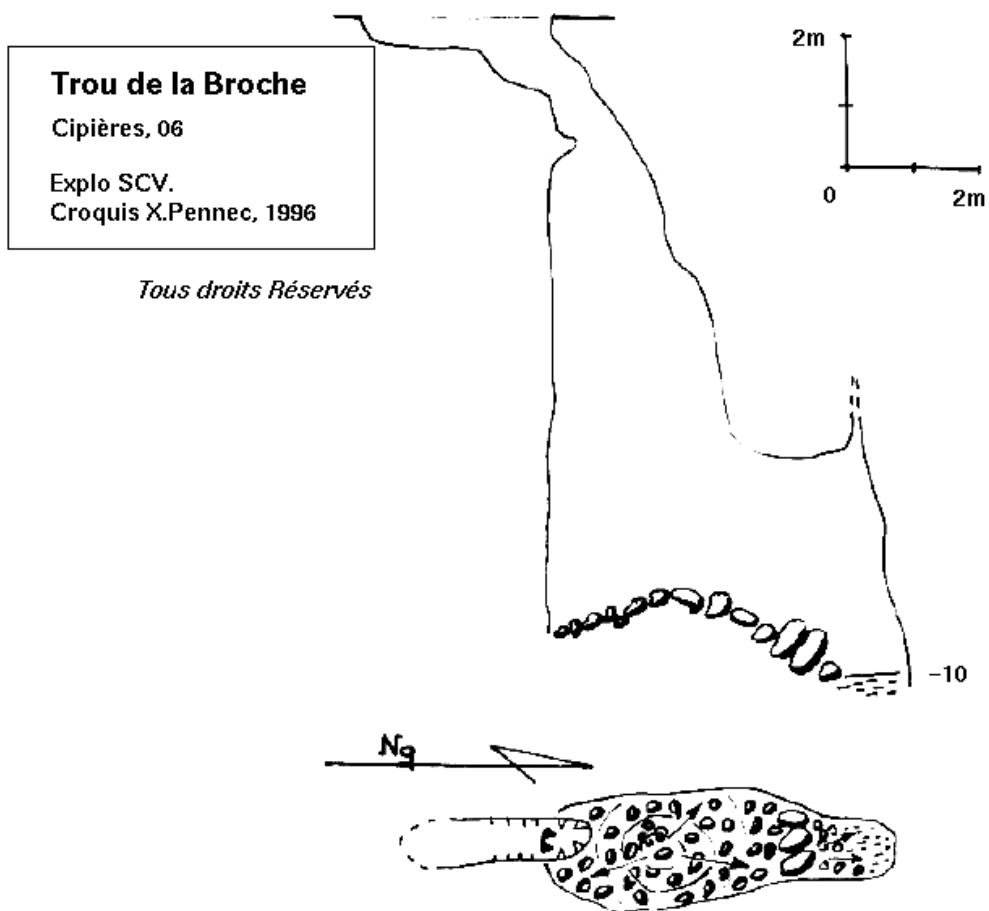 Trou de la Broche
Cipières, 06
Explo SCV.
Croquis X.Pennec, 1996
Tous droits Réservés
2m
0
2m
-10
Ng